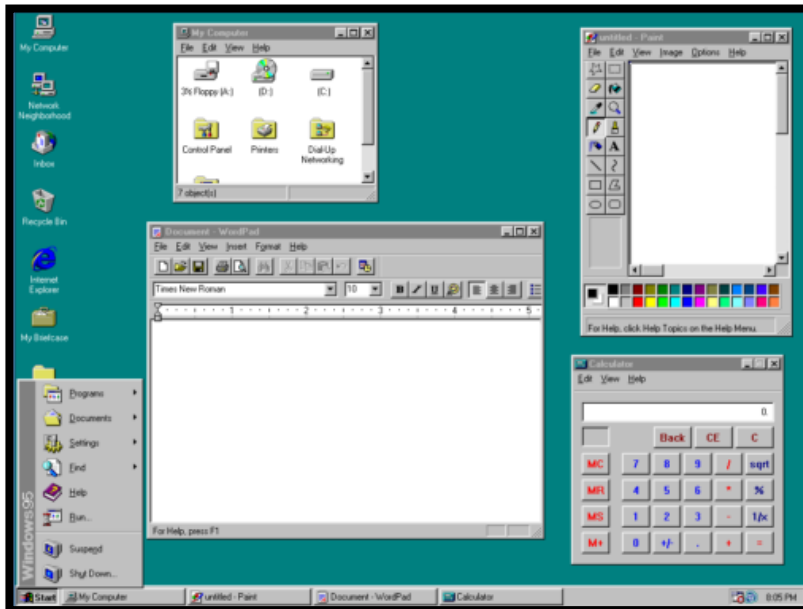 My Computer
Network
Neighborhood
Inbox
Recycle Bin
Internet
Explorer
My Briefcase
My Computer
File Edit View Help
3½ Floppy (A:) (D:) (C:)
Control Panel Printers Dial-Up
Networking
7 object(s)
untitled - Paint
File Edit View Image Options Help
A
For Help, click Help Topics on the Help Menu.
Document - WordPad
File Edit View Insert Format Help
Times New Roman 10 B I U
1 2 3 4 5
For Help, press F1
Calculator
Edit View Help
0.
Back CE C
MC 7 8 9 / sqrt
MR 4 5 6 * %
MS 1 2 3 - 1/x
M+ 0 +/- . + =
Windows95
Programs
Documents
Settings
Find
Help
Run...
Suspend
Shut Down...
Start My Computer untitled - Paint Document - WordPad Calculator 8:05 PM